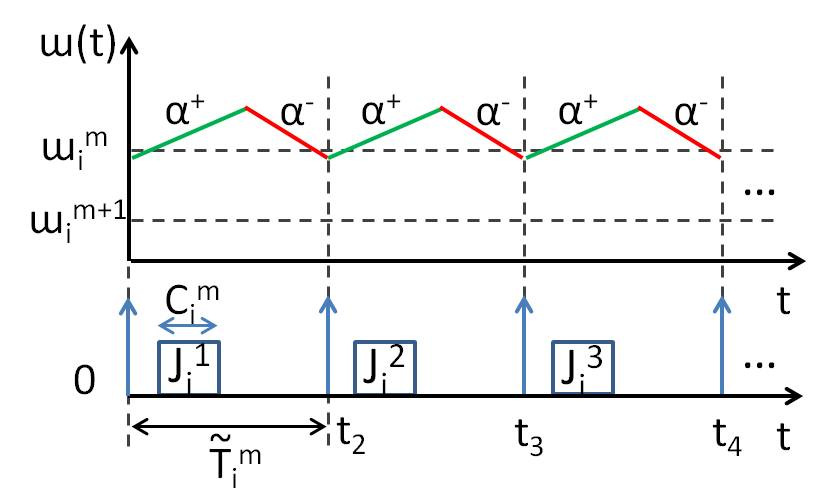 ω(t)
α⁺ α⁻ α⁺ α⁻ α⁺ α⁻
ωᵢᵐ
...
ωᵢᵐ⁺¹
t
Cᵢᵐ
Jᵢ¹ Jᵢ² Jᵢ³ ...
0
T̃ᵢᵐ t₂ t₃ t₄ t